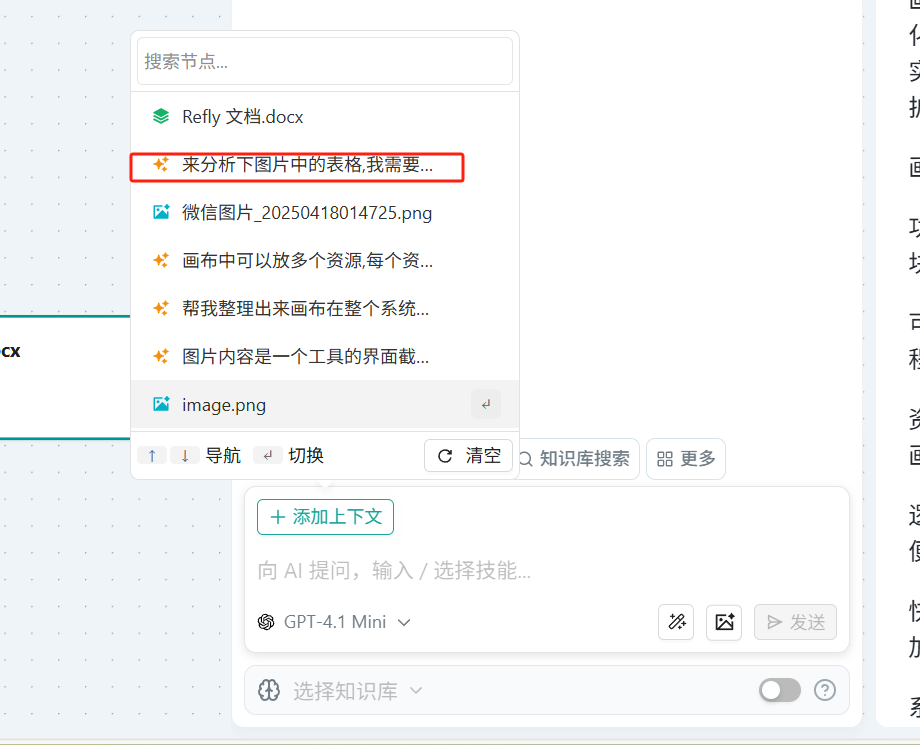 搜索节点...
Refly 文档.docx
来分析下图片中的表格,我需要...
微信图片_20250418014725.png
画布中可以放多个资源,每个资...
帮我整理出来画布在整个系统...
图片内容是一个工具的界面截...
cx
image.png
↑ ↓ 导航 切换 清空
知识库搜索 更多
添加上下文
向 AI 提问，输入 / 选择技能...
GPT-4.1 Mini 发送
选择知识库